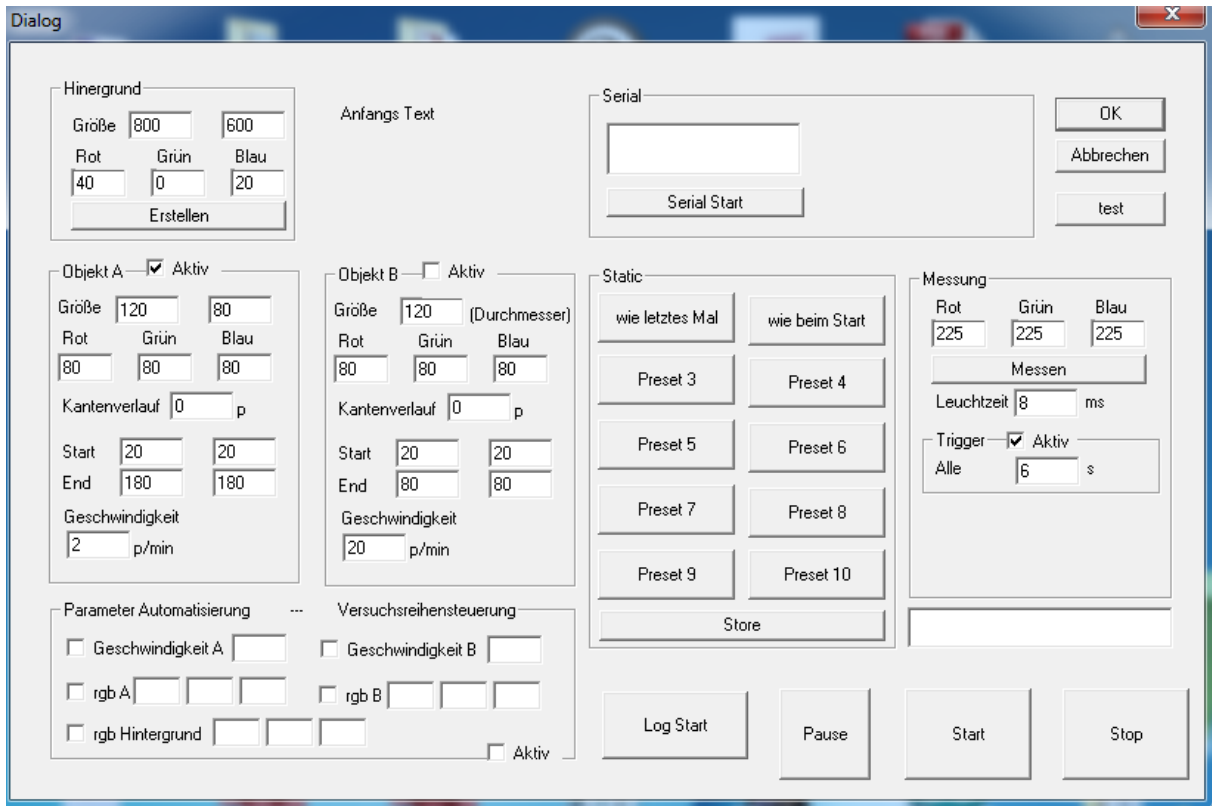 Dialog
X
Hinergrund
Größe 800 600
Rot Grün Blau
40 0 20
Erstellen
Anfangs Text
Serial
Serial Start
OK
Abbrechen
test
Objekt A Aktiv
Größe 120 80
Rot Grün Blau
80 80 80
Kantenverlauf 0 p
Start 20 20
End 180 180
Geschwindigkeit
2 p/min
Objekt B Aktiv
Größe 120 (Durchmesser)
Rot Grün Blau
80 80 80
Kantenverlauf 0 p
Start 20 20
End 80 80
Geschwindigkeit
20 p/min
Static
wie letztes Mal wie beim Start
Preset 3 Preset 4
Preset 5 Preset 6
Preset 7 Preset 8
Preset 9 Preset 10
Store
Messung
Rot Grün Blau
225 225 225
Messen
Leuchtzeit 8 ms
Trigger Aktiv
Alle 6 s
Parameter Automatisierung --- Versuchsreihensteuerung
Geschwindigkeit A Geschwindigkeit B
rgb A rgb B
rgb Hintergrund
Aktiv
Log Start Pause Start Stop